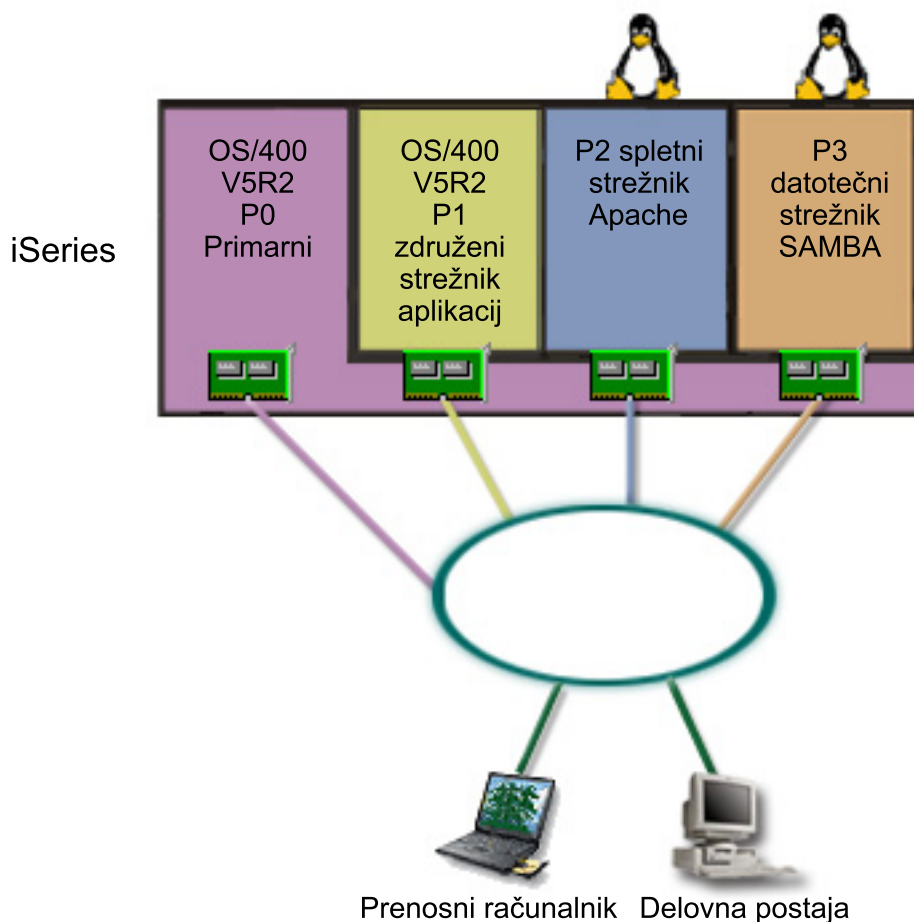 OS/400
V5R2
P0
Primarni
OS/400
V5R2
P1
združeni
strežnik
aplikacij
P2 spletni
strežnik
Apache
P3
datotečni
strežnik
SAMBA
iSeries
Prenosni računalnik
Delovna postaja